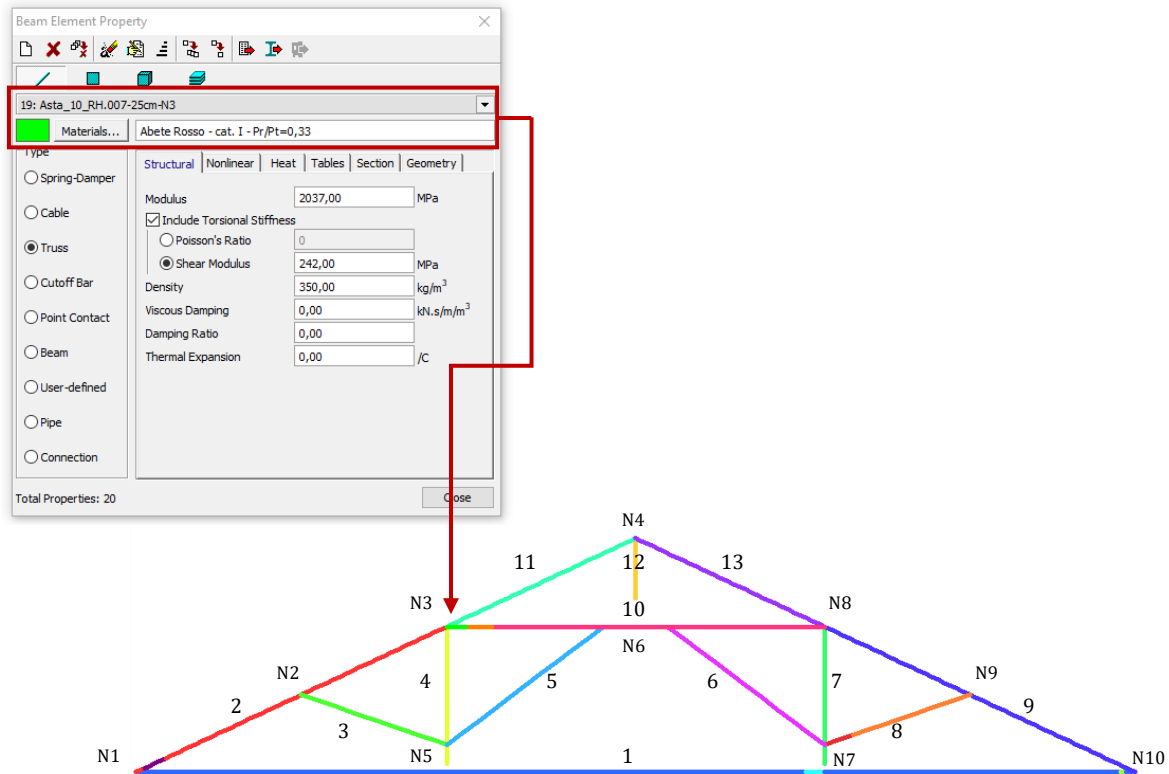 Beam Element Property
19: Asta_10_RH.007-25cm-N3
Materials... Abete Rosso - cat. I - Pr/Pt=0,33
Type
Spring-Damper
Cable
Truss
Cutoff Bar
Point Contact
Beam
User-defined
Pipe
Connection
Structural Nonlinear Heat Tables Section Geometry
Modulus 2037,00 MPa
Include Torsional Stiffness
Poisson's Ratio 0
Shear Modulus 242,00 MPa
Density 350,00 kg/m³
Viscous Damping 0,00 kN.s/m/m³
Damping Ratio 0,00
Thermal Expansion 0,00 /C
Total Properties: 20 Close
N4
11 12 13
N3 10 N8
N6
N2 4 5 6 7 N9
2 3 8 9
N1 N5 1 N7 N10